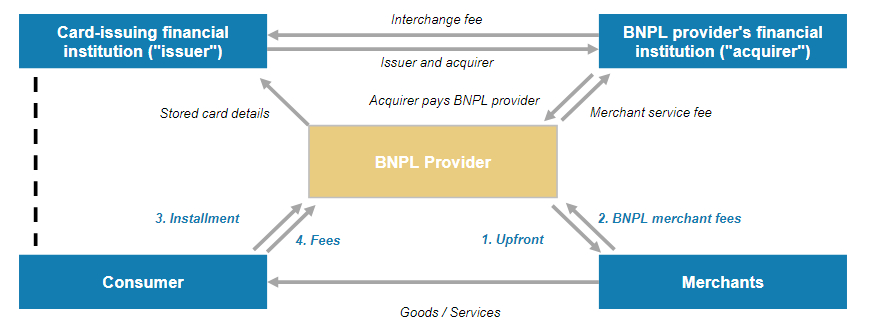 Interchange fee
Card-issuing financial
institution ("issuer")
BNPL provider's financial
institution ("acquirer")
Issuer and acquirer
Acquirer pays BNPL provider
Stored card details
Merchant service fee
BNPL Provider
3. Installment
2. BNPL merchant fees
4. Fees
1. Upfront
Consumer
Merchants
Goods / Services